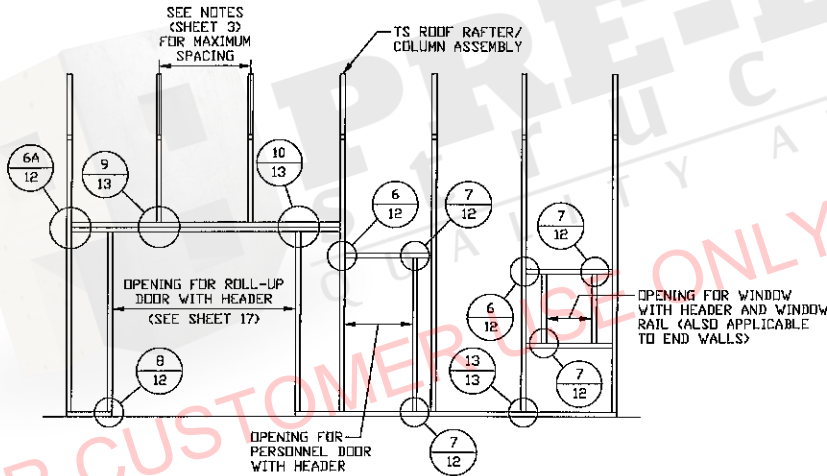 SEE NOTES
(SHEET 3)
FOR MAXIMUM
SPACING
TS ROOF RAFTER/
COLUMN ASSEMBLY
6A
12
9
13
10
13
6
12
7
12
7
12
OPENING FOR ROLL-UP
DOOR WITH HEADER
(SEE SHEET 17)
6
12
OPENING FOR WINDOW
WITH HEADER AND WINDOW
RAIL (ALSO APPLICABLE
TO END WALLS)
8
12
13
13
7
12
OPENING FOR
PERSONNEL DOOR
WITH HEADER
7
12
PRE-
struc
QUALITY A
R CUSTOMER USE ONLY